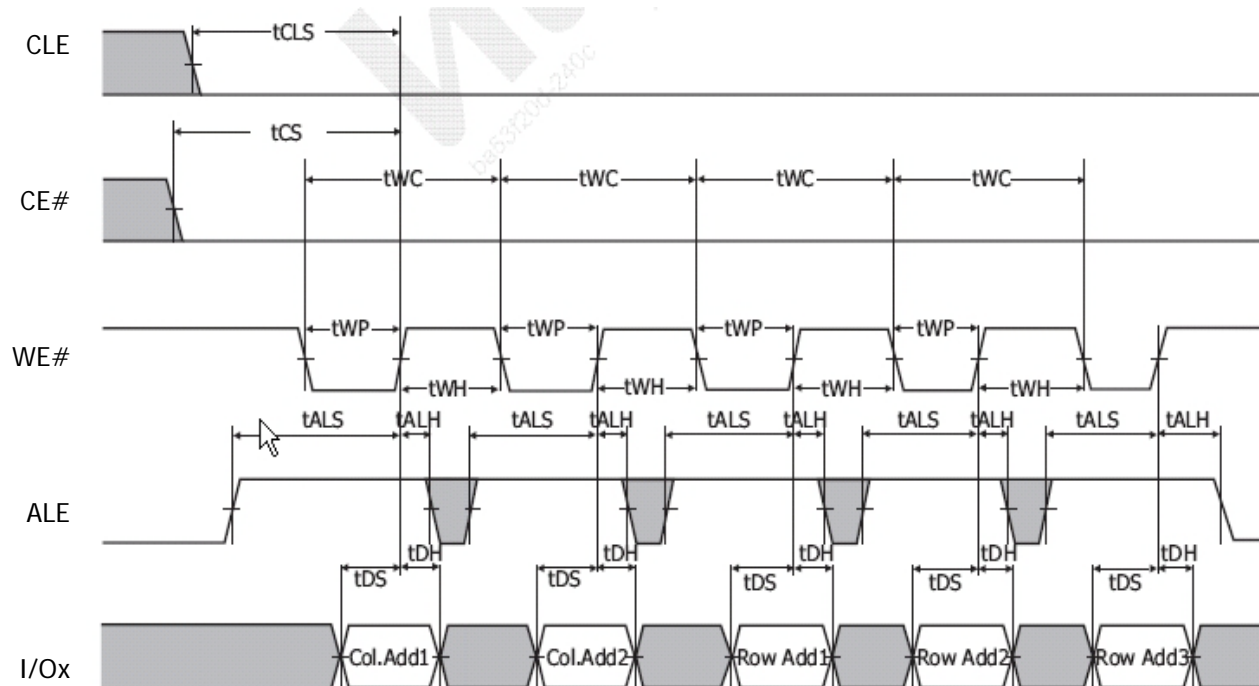 CLE
tCLS
tCS
CE#
tWC tWC tWC tWC
WE#
tWP tWP tWP tWP
tWH tWH tWH tWH
tALS tALH tALS tALH tALS tALH tALS tALH tALS tALH
ALE
tDH tDH tDH tDH tDH
tDS tDS tDS tDS tDS
I/Ox
Col.Add1 Col.Add2 Row Add1 Row Add2 Row Add3